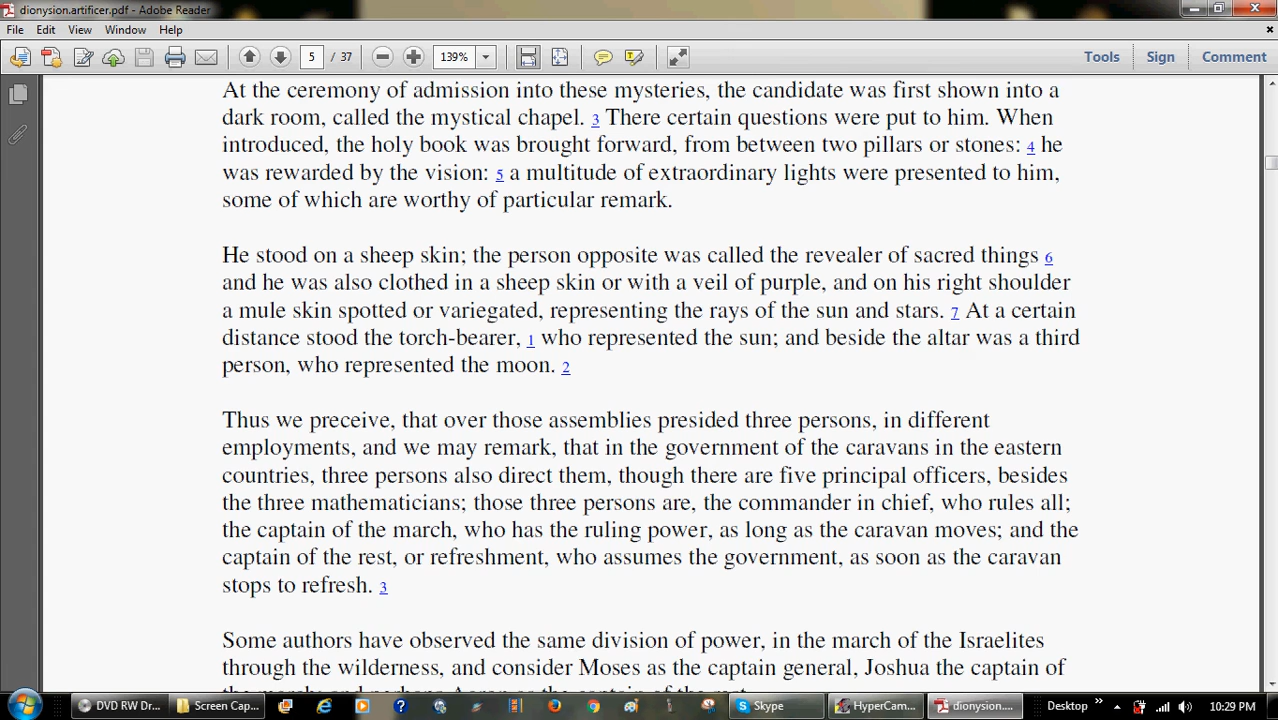 dionysion.artificer.pdf - Adobe Reader
File Edit View Window Help
5 / 37 139% Tools Sign Comment
At the ceremony of admission into these mysteries, the candidate was first shown into a
dark room, called the mystical chapel. 3 There certain questions were put to him. When
introduced, the holy book was brought forward, from between two pillars or stones: 4 he
was rewarded by the vision: 5 a multitude of extraordinary lights were presented to him,
some of which are worthy of particular remark.
He stood on a sheep skin; the person opposite was called the revealer of sacred things 6
and he was also clothed in a sheep skin or with a veil of purple, and on his right shoulder
a mule skin spotted or variegated, representing the rays of the sun and stars. 7 At a certain
distance stood the torch-bearer, 1 who represented the sun; and beside the altar was a third
person, who represented the moon. 2
Thus we preceive, that over those assemblies presided three persons, in different
employments, and we may remark, that in the government of the caravans in the eastern
countries, three persons also direct them, though there are five principal officers, besides
the three mathematicians; those three persons are, the commander in chief, who rules all;
the captain of the march, who has the ruling power, as long as the caravan moves; and the
captain of the rest, or refreshment, who assumes the government, as soon as the caravan
stops to refresh. 3
Some authors have observed the same division of power, in the march of the Israelites
through the wilderness, and consider Moses as the captain general, Joshua the captain of
the march, and perhaps Aaron as the captain of the rest.
DVD RW Dr... Screen Cap... Skype HyperCam... dionysion.... Desktop 10:29 PM